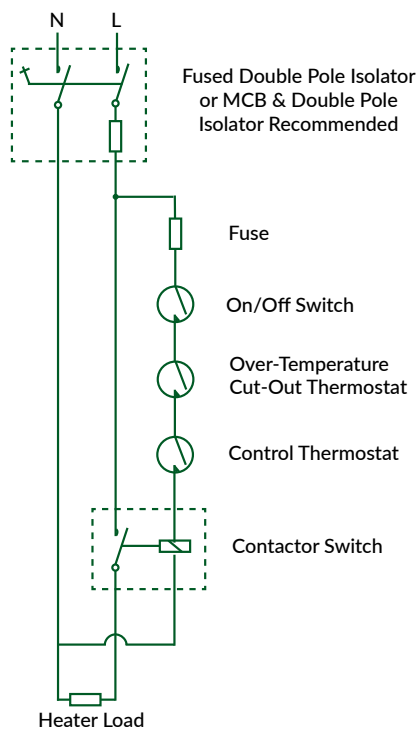 N L
Fused Double Pole Isolator
or MCB & Double Pole
Isolator Recommended
Fuse
On/Off Switch
Over-Temperature
Cut-Out Thermostat
Control Thermostat
Contactor Switch
Heater Load